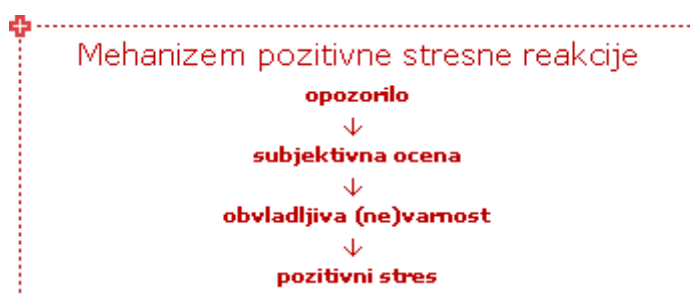 Mehanizem pozitivne stresne reakcije
opozorilo
↓
subjektivna ocena
↓
obvladljiva (ne)varnost
↓
pozitivni stres